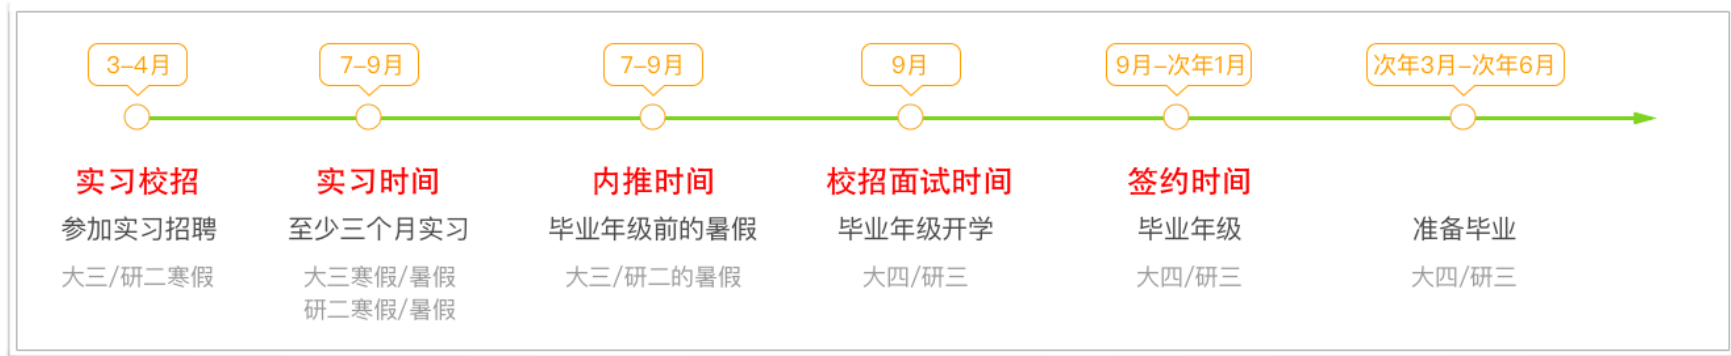 3–4月
7–9月
7–9月
9月
9月–次年1月
次年3月–次年6月
实习校招
实习时间
内推时间
校招面试时间
签约时间
参加实习招聘
至少三个月实习
毕业年级前的暑假
毕业年级开学
毕业年级
准备毕业
大三/研二寒假
大三寒假/暑假
大三/研二的暑假
大四/研三
大四/研三
大四/研三
研二寒假/暑假